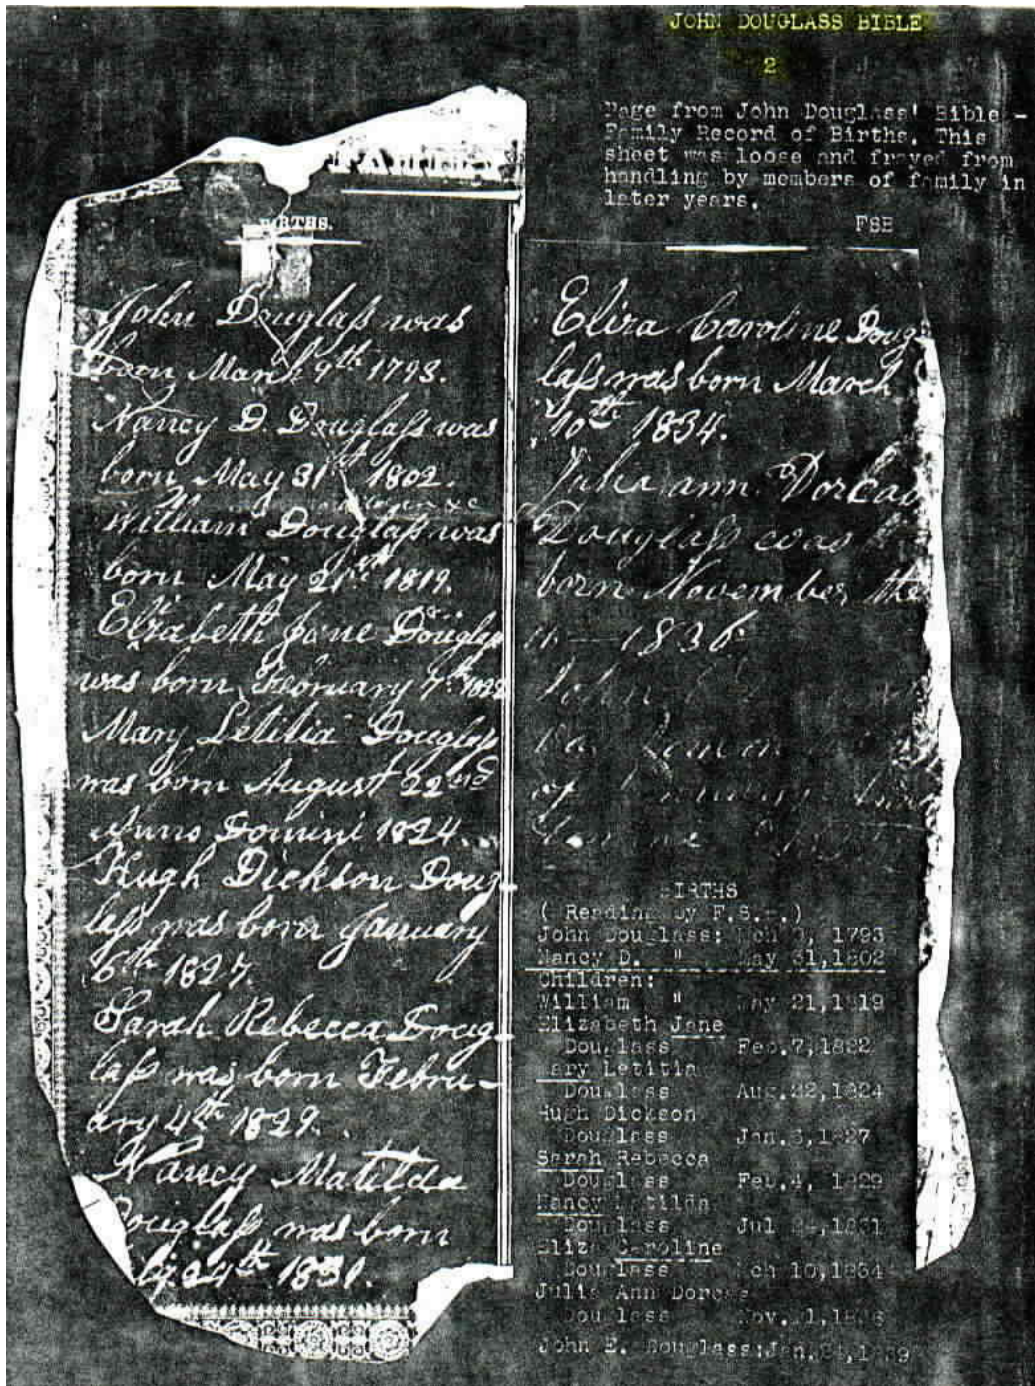 JOHN DOUGLASS BIBLE
2
Page from John Douglass' Bible -
Family Record of Births. This
sheet was loose and frayed from
handling by members of family in
later years.
FSB
BIRTHS.
John Douglass was
born March 9th 1793.
Nancy D. Douglass was
born May 31st 1802.
William Douglass was
born May 21st 1819.
Elizabeth Jane Douglass
was born February 7th 1822
Mary Letitia Douglass
was born August 22nd
Anno Domini 1824.
Hugh Dickson Doug-
lass was born January
6th 1827.
Sarah Rebecca Doug-
lass was born Febru-
ary 4th 1829.
Nancy Matilda
Douglass was born
24th 1831.
Eliza Caroline Doug-
lass was born March
10th 1834.
Julia ann Dorcas
Douglass was
born November the
1836
John
of
BIRTHS
( Reading by F.S.B.)
John Douglass: Mch 9, 1793
Nancy D. " May 31,1802
Children:
William " May 21,1819
Elizabeth Jane
Douglass Feb.7,1822
Mary Letitia
Douglass Aug.22,1824
Hugh Dickson
Douglass Jan.6,1827
Sarah Rebecca
Douglass Feb.4, 1829
Nancy Matilda
Douglass Jul 24,1831
Eliza Caroline
Douglass Mch 10,1834
Julia Ann Dorcas
Douglass Nov. 1836
John E. Douglass:Jan. 1839